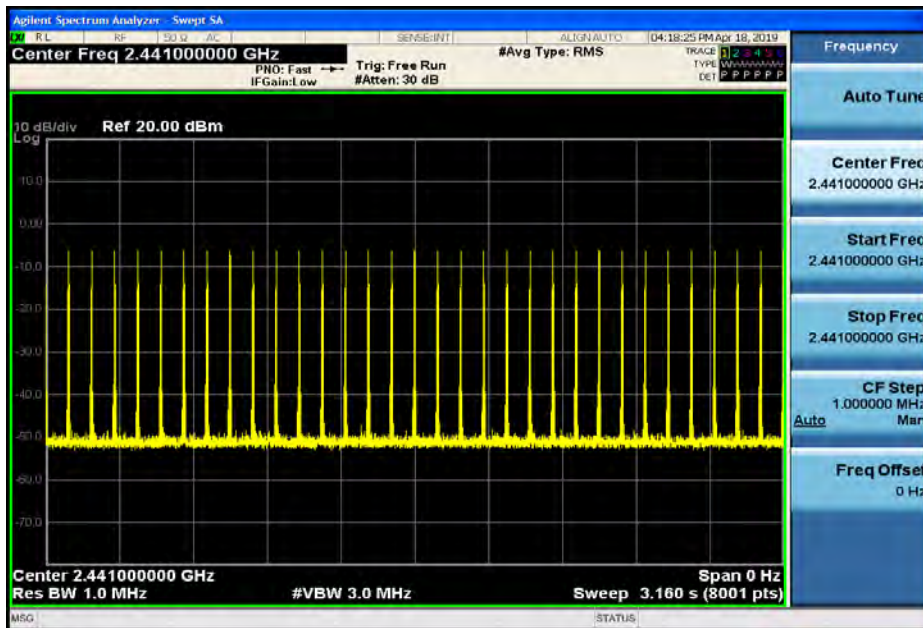 Agilent Spectrum Analyzer - Swept SA
RL RF 50 Ω AC SENSE:INT ALIGN AUTO 04:18:25 PM Apr 18, 2019
Center Freq 2.441000000 GHz
PNO: Fast
IFGain:Low
Trig: Free Run
#Atten: 30 dB
#Avg Type: RMS
TRACE 1 2 3 4 5 6
TYPE W
DET P P P P P P
10 dB/div
Log
Ref 20.00 dBm
10.0
0.00
-10.0
-20.0
-30.0
-40.0
-50.0
-60.0
-70.0
Center 2.441000000 GHz
Span 0 Hz
Res BW 1.0 MHz
#VBW 3.0 MHz
Sweep 3.160 s (8001 pts)
MSG
STATUS
Frequency
Auto Tune
Center Freq
2.441000000 GHz
Start Freq
2.441000000 GHz
Stop Freq
2.441000000 GHz
CF Step
1.000000 MHz
Auto Man
Freq Offset
0 Hz